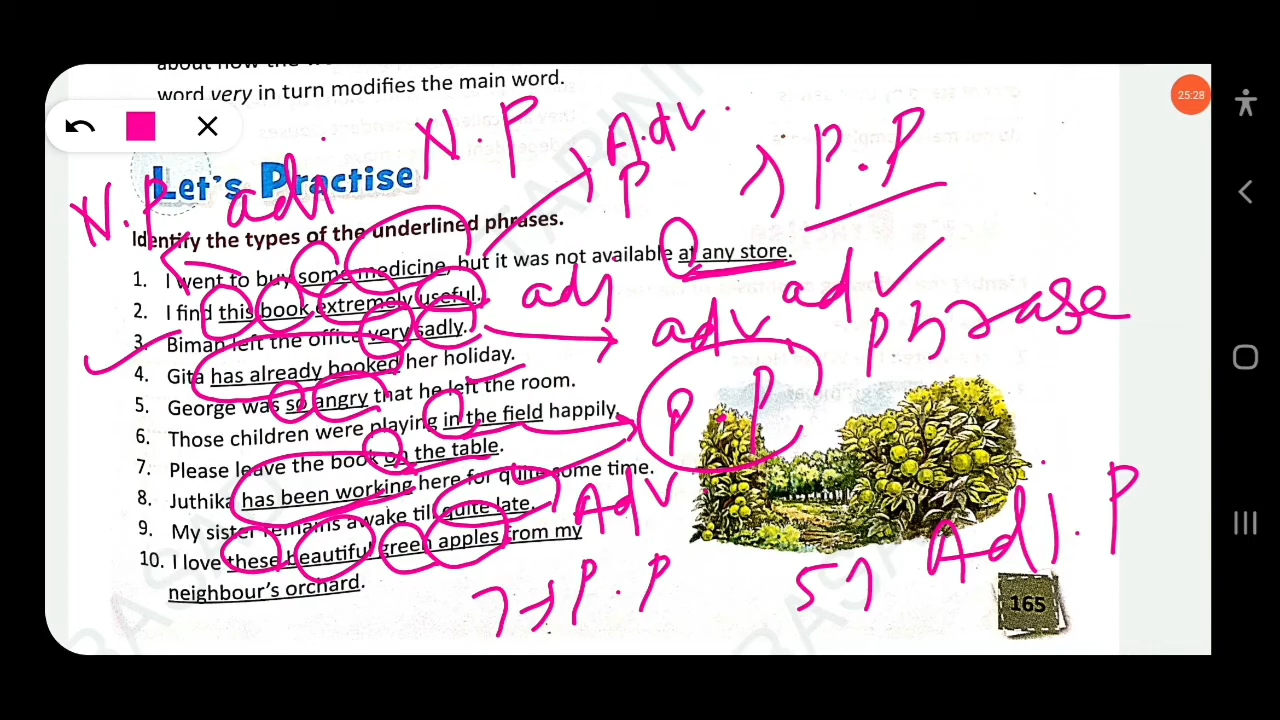 word very in turn modifies the main word.
25:28
N.P
Adv.
P
P.P
Let's Practise
N.P
adj
Identify the types of the underlined phrases.
1. I went to buy some medicine, but it was not available at any store.
2. I find this book extremely useful.
adj
adv
phrase
3. Biman left the office very sadly.
adv.
4. Gita has already booked her holiday.
5. George was so angry that he left the room.
P.P
6. Those children were playing in the field happily.
7. Please leave the book on the table.
8. Juthika has been working here for quite some time.
Adv.
9. My sister remains awake till quite late.
10. I love these beautiful green apples from my
neighbour's orchard.
Adj.P
7→P.P
57
165